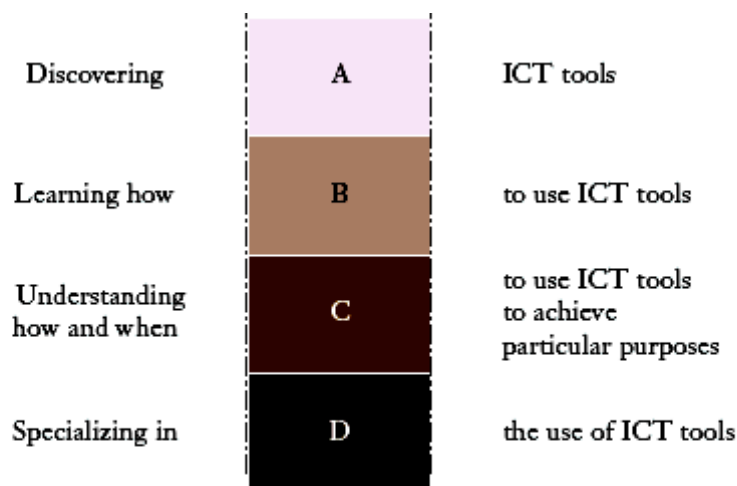 Discovering A ICT tools
Learning how B to use ICT tools
Understanding
how and when
C
to use ICT tools
to achieve
particular purposes
Specializing in D the use of ICT tools